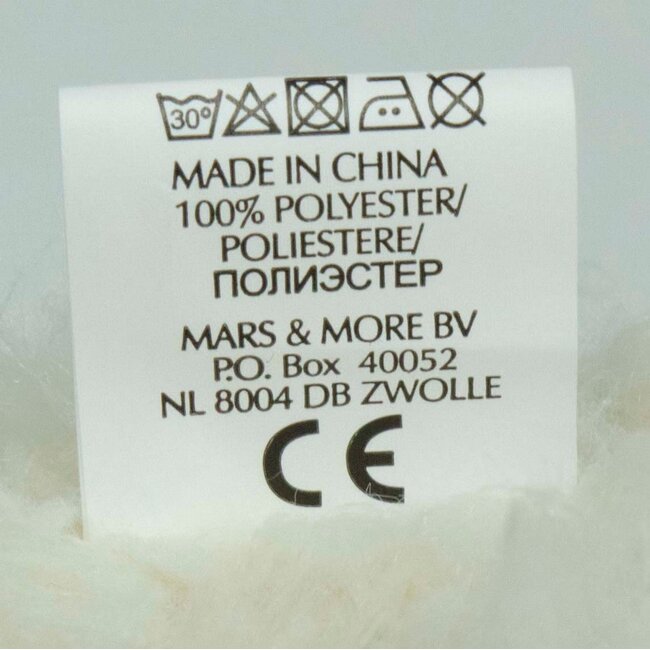 30°
MADE IN CHINA
100% POLYESTER/
POLIESTERE/
ПОЛИЭСТЕР
MARS & MORE BV
P.O. Box 40052
NL 8004 DB ZWOLLE
CE